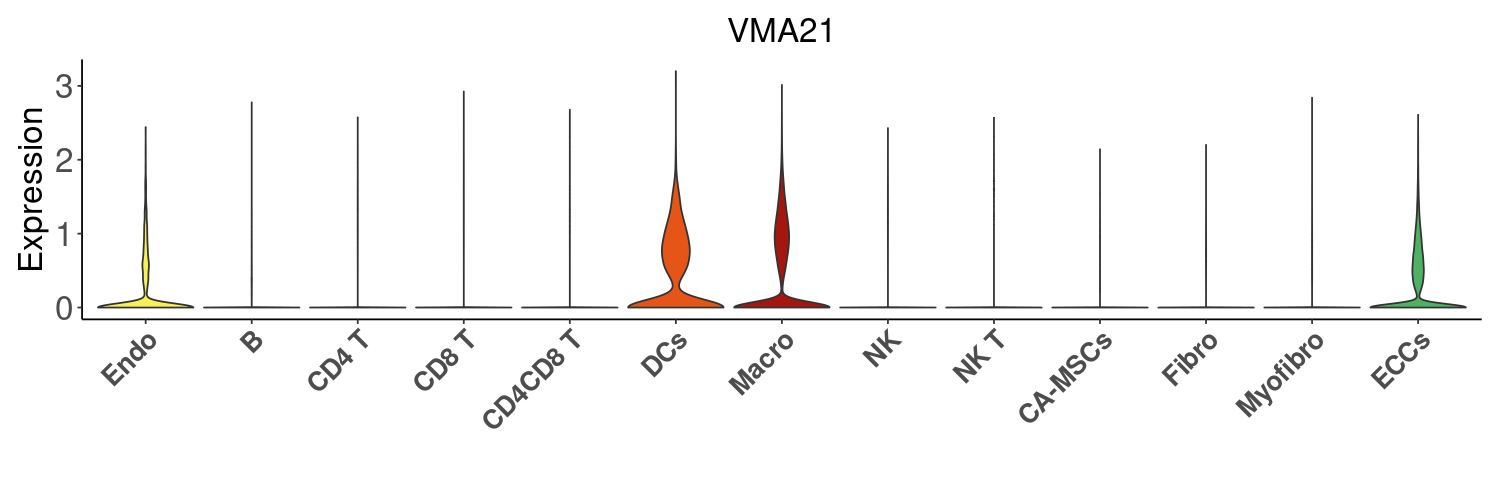 VMA21
Expression
3
2
1
0
Endo
B
CD4 T
CD8 T
CD4CD8 T
DCs
Macro
NK
NK T
CA-MSCs
Fibro
Myofibro
ECCs